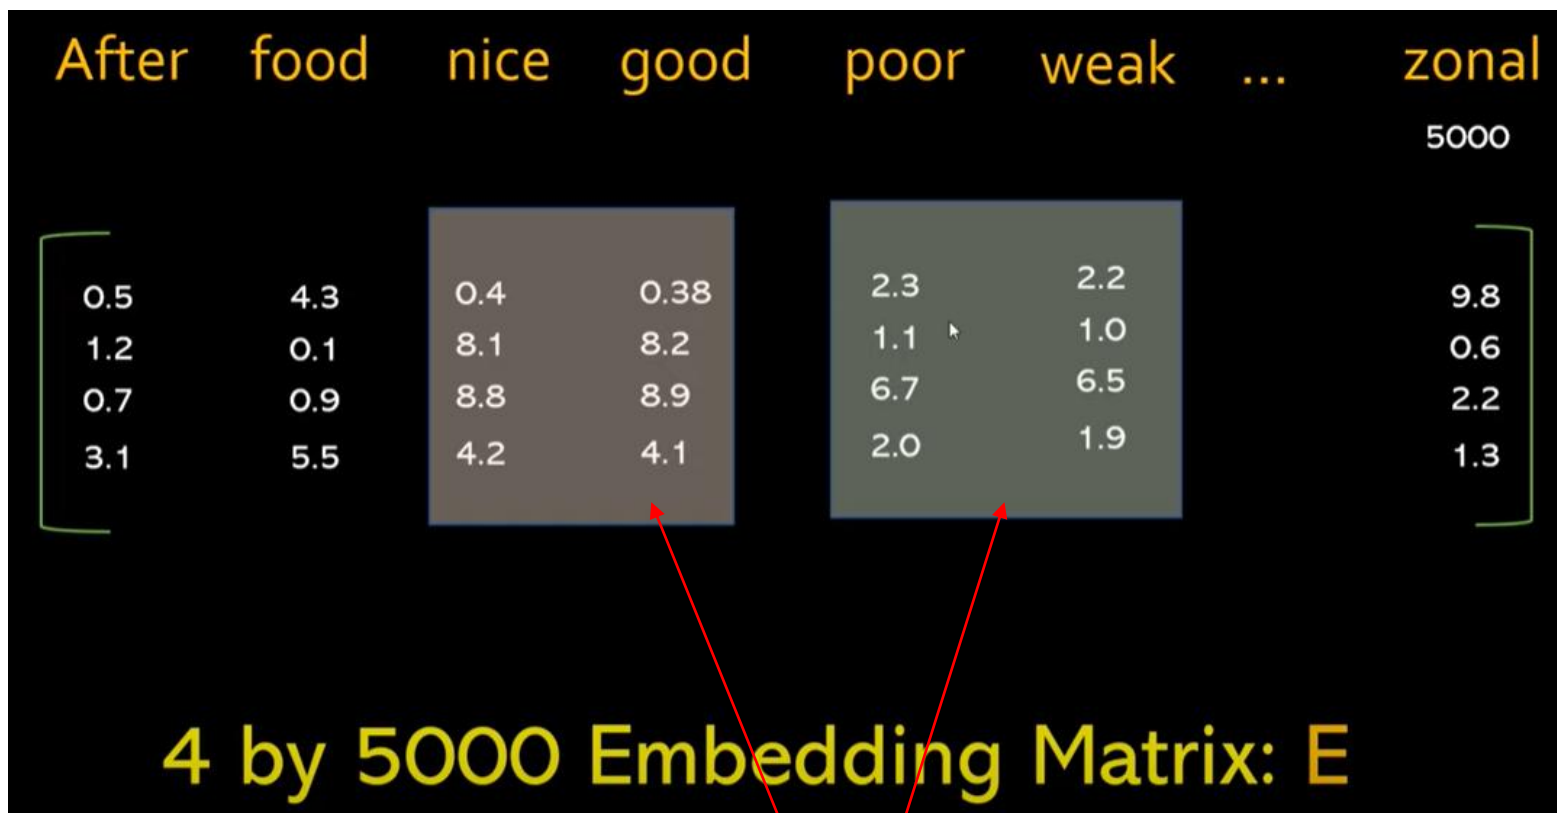 After food nice good poor weak ... zonal
5000
0.5 4.3 0.4 0.38 2.3 2.2 9.8
1.2 0.1 8.1 8.2 1.1 1.0 0.6
0.7 0.9 8.8 8.9 6.7 6.5 2.2
3.1 5.5 4.2 4.1 2.0 1.9 1.3
4 by 5000 Embedding Matrix: E